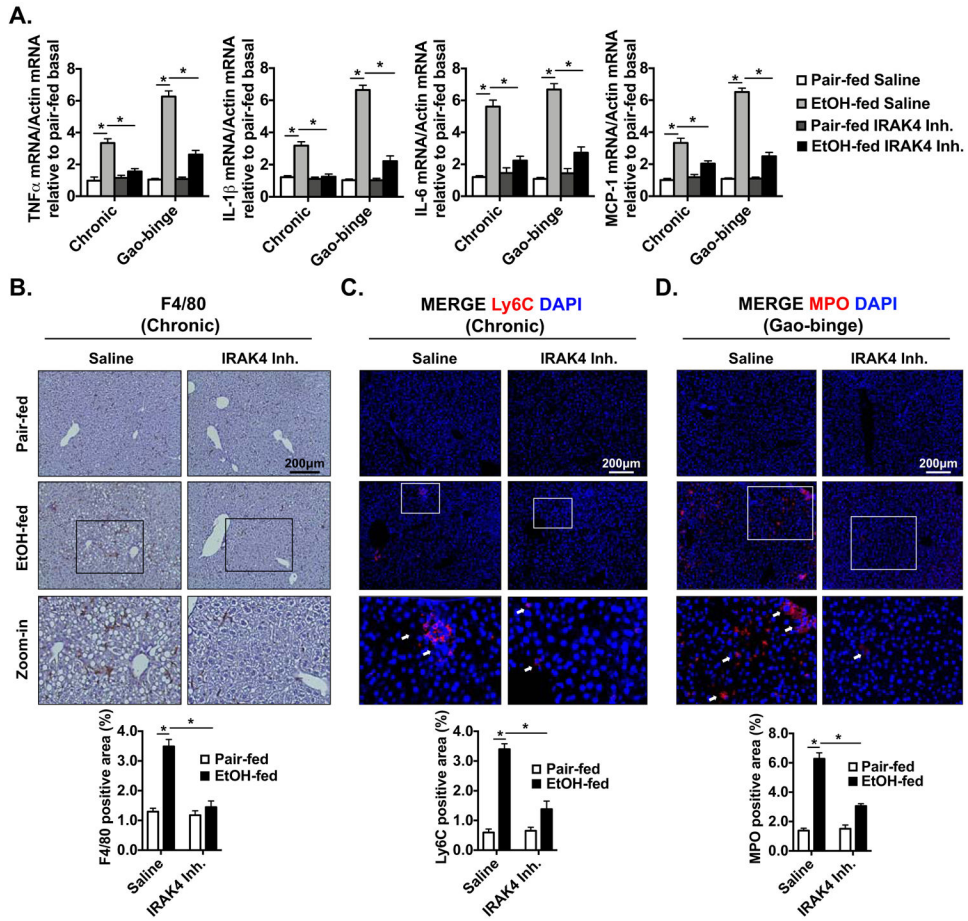 A.
TNFα mRNA/Actin mRNA
relative to pair-fed basal
8
6
4
2
0
*
*
*
*
Chronic
Gao-binge
IL-1β mRNA/Actin mRNA
relative to pair-fed basal
8
6
4
2
0
*
*
*
*
Chronic
Gao-binge
IL-6 mRNA/Actin mRNA
relative to pair-fed basal
8
6
4
2
0
*
*
*
*
Chronic
Gao-binge
MCP-1 mRNA/Actin mRNA
relative to pair-fed basal
8
6
4
2
0
*
*
*
*
Chronic
Gao-binge
Pair-fed Saline
EtOH-fed Saline
Pair-fed IRAK4 Inh.
EtOH-fed IRAK4 Inh.
B.
F4/80
(Chronic)
Saline
IRAK4 Inh.
Pair-fed
200μm
EtOH-fed
Zoom-in
F4/80 positive area (%)
4.0
3.0
2.0
1.0
0.0
*
*
Pair-fed
EtOH-fed
Saline
IRAK4 Inh.
C.
MERGE Ly6C DAPI
(Chronic)
Saline
IRAK4 Inh.
200μm
Ly6C positive area (%)
4.0
3.0
2.0
1.0
0.0
*
*
Pair-fed
EtOH-fed
Saline
IRAK4 Inh.
D.
MERGE MPO DAPI
(Gao-binge)
Saline
IRAK4 Inh.
200μm
MPO positive area (%)
8.0
6.0
4.0
2.0
0.0
*
*
Pair-fed
EtOH-fed
Saline
IRAK4 Inh.